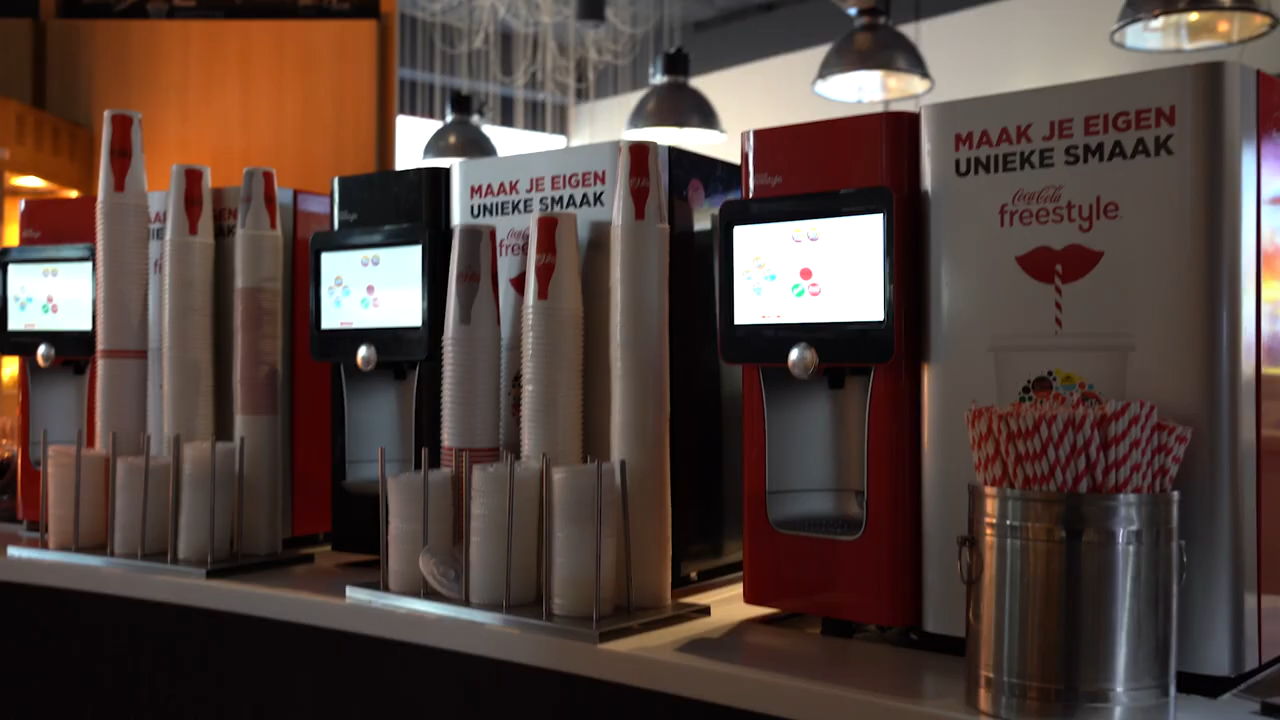 MAAK JE EIGEN
UNIEKE SMAAK
Coca-Cola
freestyle
MAAK JE EIGEN
UNIEKE SMAAK